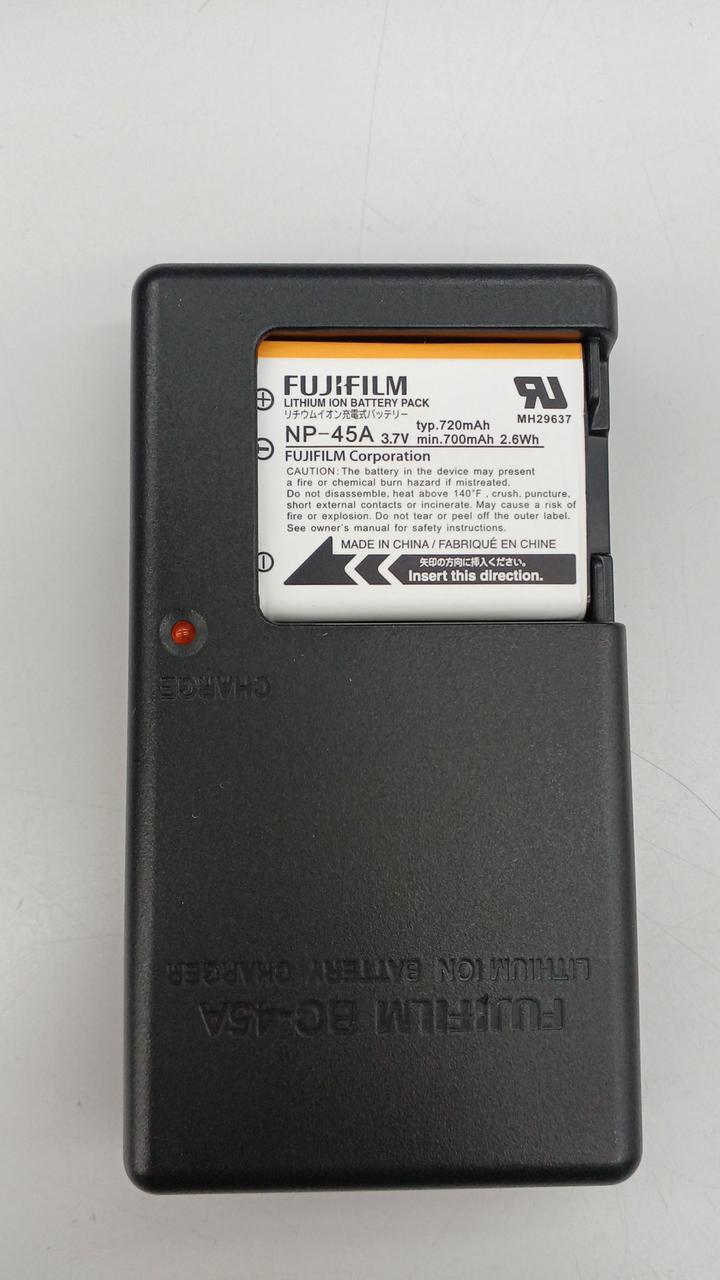 FUJIFILM
LITHIUM ION BATTERY PACK
リチウムイオン充電式バッテリー
NP-45A 3.7V typ.720mAh min.700mAh 2.6Wh
MH29637
FUJIFILM Corporation
CAUTION: The battery in the device may present
a fire or chemical burn hazard if mistreated.
Do not disassemble, heat above 140°F , crush, puncture,
short external contacts or incinerate. May cause a risk of
fire or explosion. Do not tear or peel off the outer label.
See owner's manual for safety instructions.
MADE IN CHINA / FABRIQUÉ EN CHINE
矢印の方向に挿入ください。
Insert this direction.
CHARGE
LITHIUM ION BATTERY CHARGER
FUJIFILM BC-45A